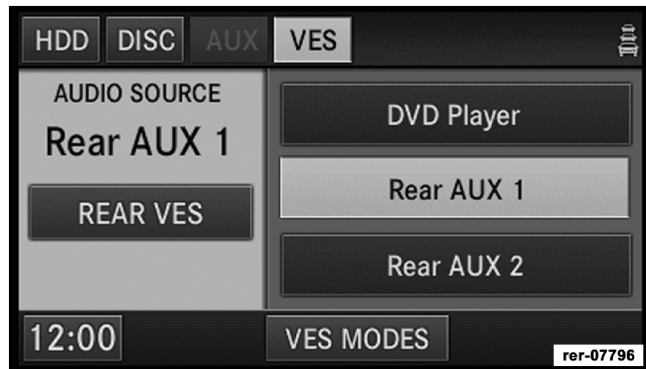 HDD DISC AUX VES
AUDIO SOURCE
Rear AUX 1
REAR VES
DVD Player
Rear AUX 1
Rear AUX 2
12:00 VES MODES
rer-07796